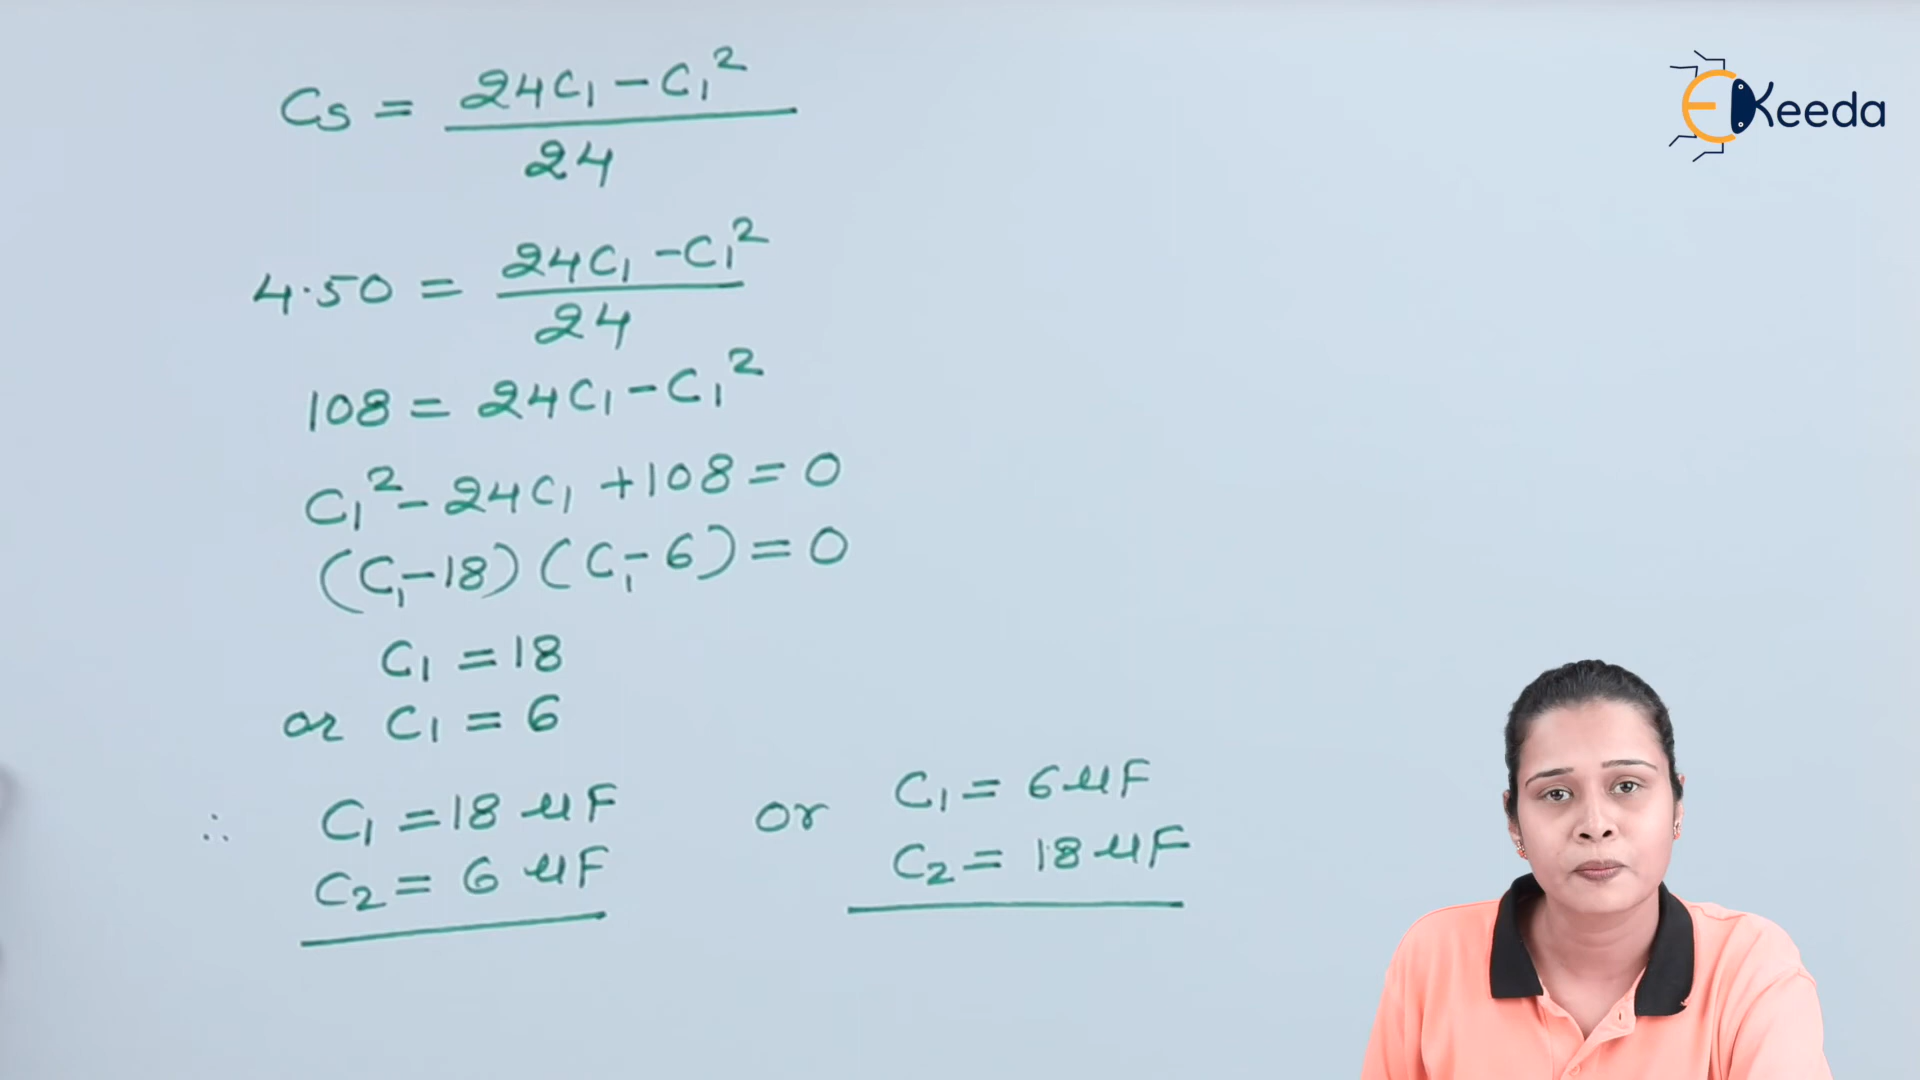 EKeeda
Cs = 24C₁ - C₁² / 24
4.50 = 24C₁ - C₁² / 24
108 = 24C₁ - C₁²
C₁² - 24C₁ + 108 = 0
(C₁ - 18) (C₁ - 6) = 0
C₁ = 18
or C₁ = 6
∴ C₁ = 18 µF or C₁ = 6 µF
C₂ = 6 µF C₂ = 18 µF